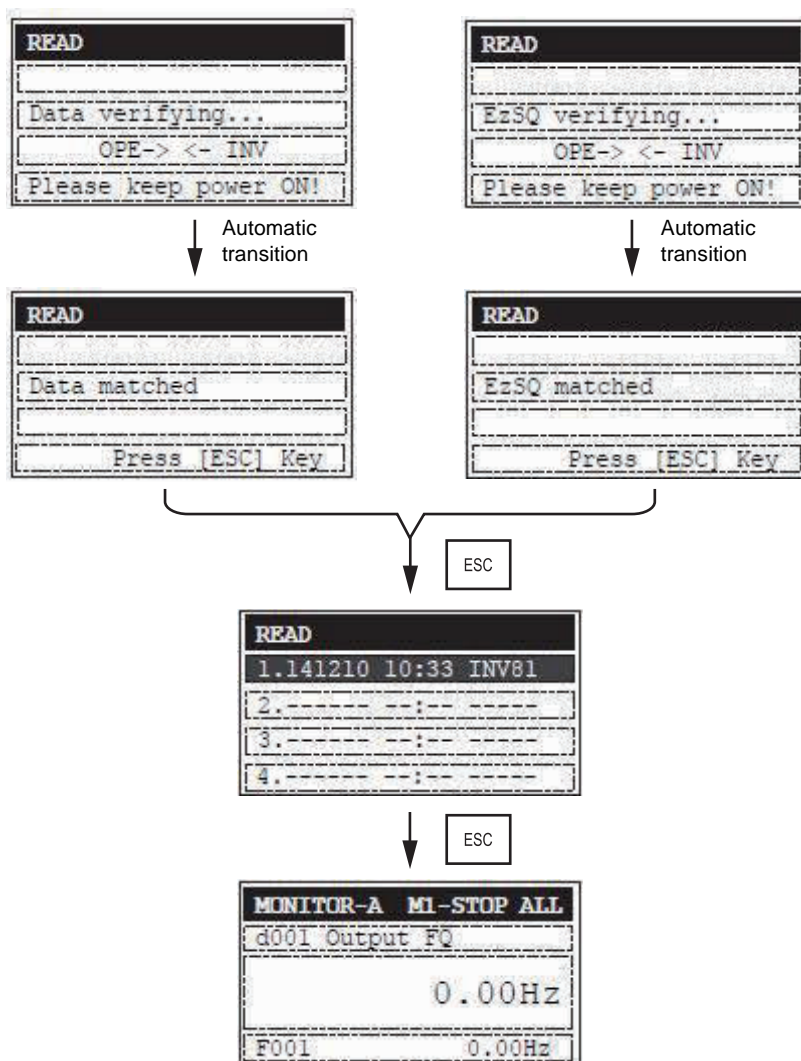 READ
Data verifying...
OPE-> <- INV
Please keep power ON!
READ
EzSQ verifying...
OPE-> <- INV
Please keep power ON!
Automatic
transition
Automatic
transition
READ
Data matched
Press [ESC] Key
READ
EzSQ matched
Press [ESC] Key
ESC
READ
1.141210 10:33 INV81
2.------ --:-- -----
3.------ --:-- -----
4.------ --:-- -----
ESC
MONITOR-A M1-STOP ALL
d001 Output FQ
0.00Hz
F001 0.00Hz